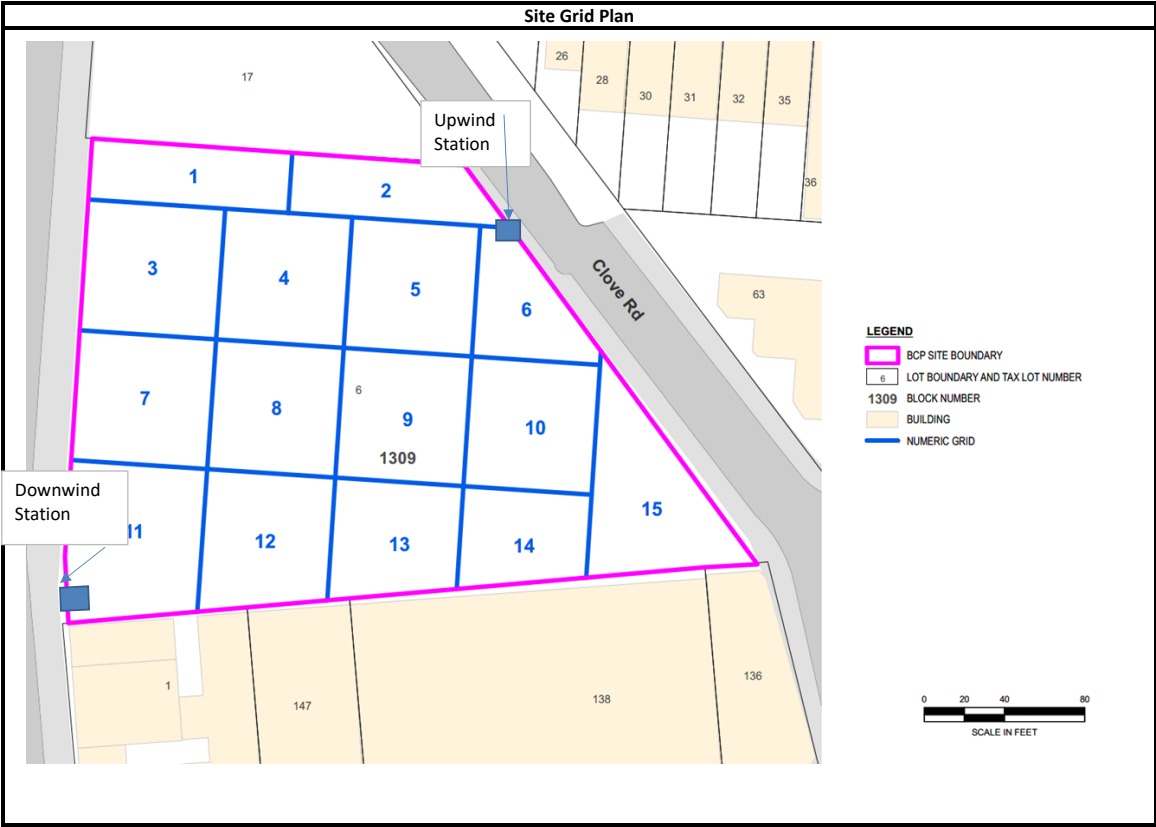 Site Grid Plan
17
26
28
30
31
32
35
36
Upwind
Station
1
2
3
4
5
6
Clove Rd
63
7
8
6
9
1309
10
Downwind
Station
11
12
13
14
15
1
147
138
136
LEGEND
BCP SITE BOUNDARY
6 LOT BOUNDARY AND TAX LOT NUMBER
1309 BLOCK NUMBER
BUILDING
NUMERIC GRID
0 20 40 80
SCALE IN FEET